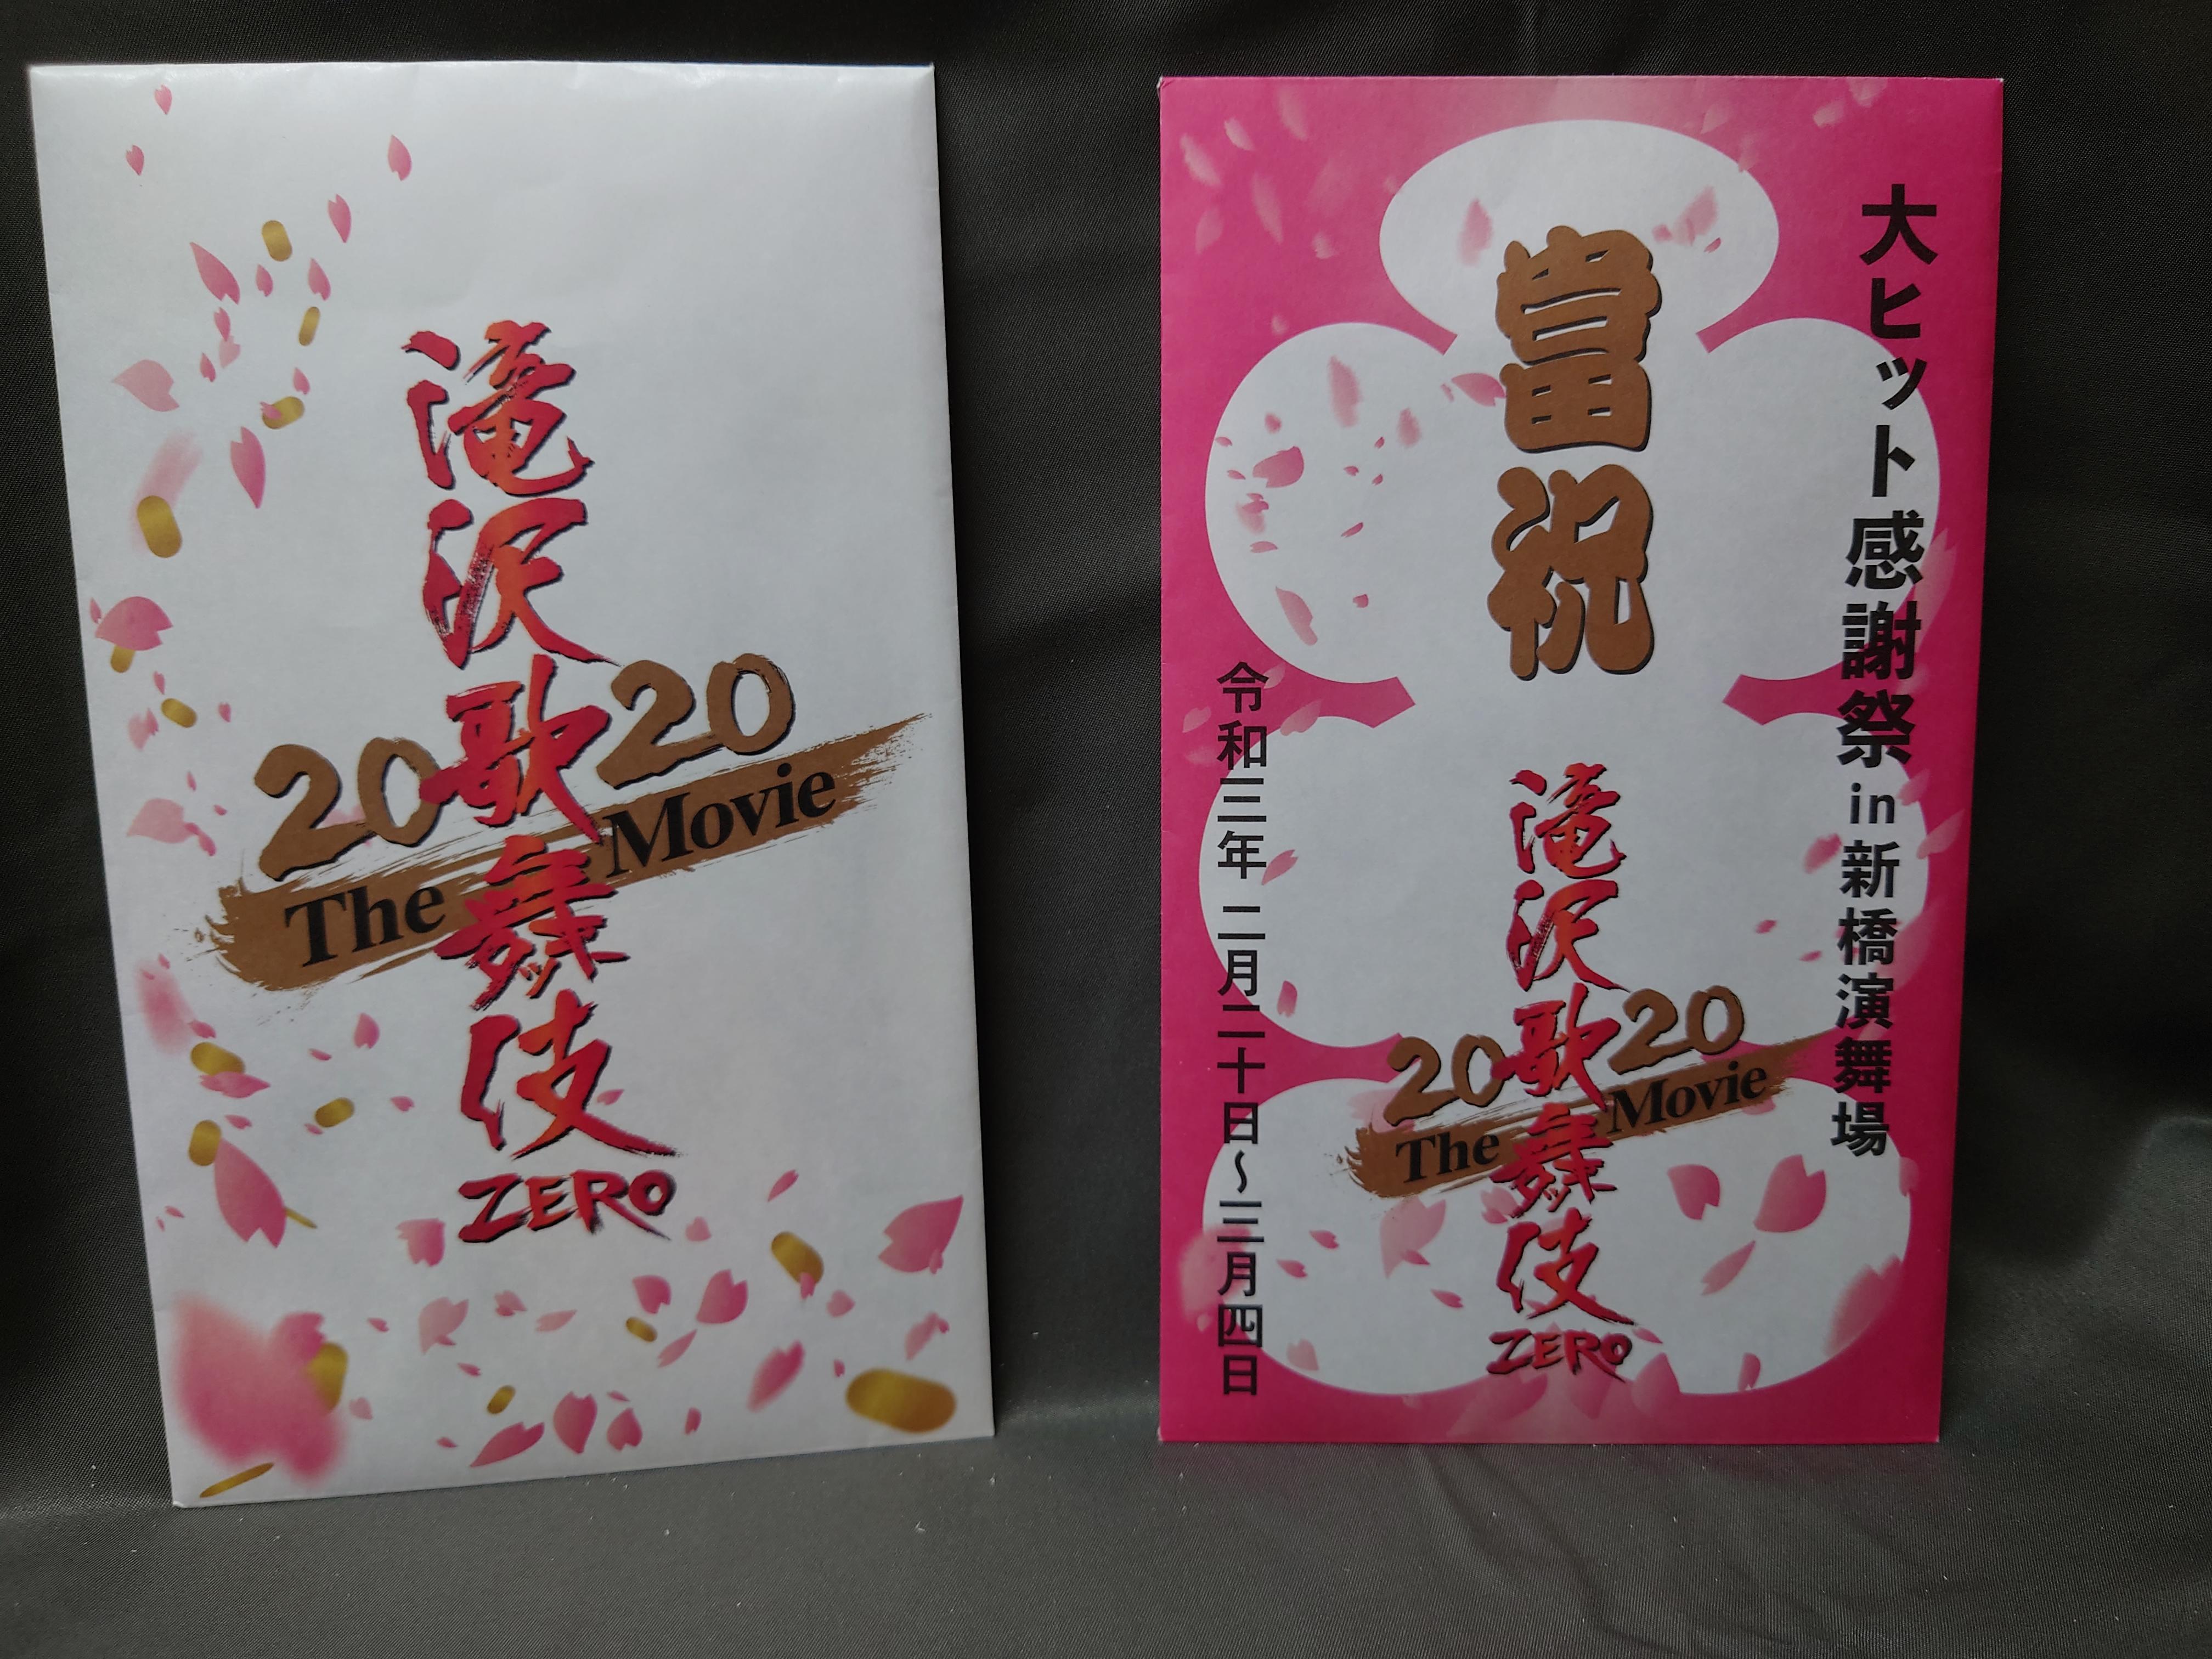 滝沢歌舞伎
ZERO
2020
The Movie
大ヒット感謝祭in新橋演舞場
當祝
滝沢歌舞伎
ZERO
2020
The Movie
令和三年 二月二十日～三月四日